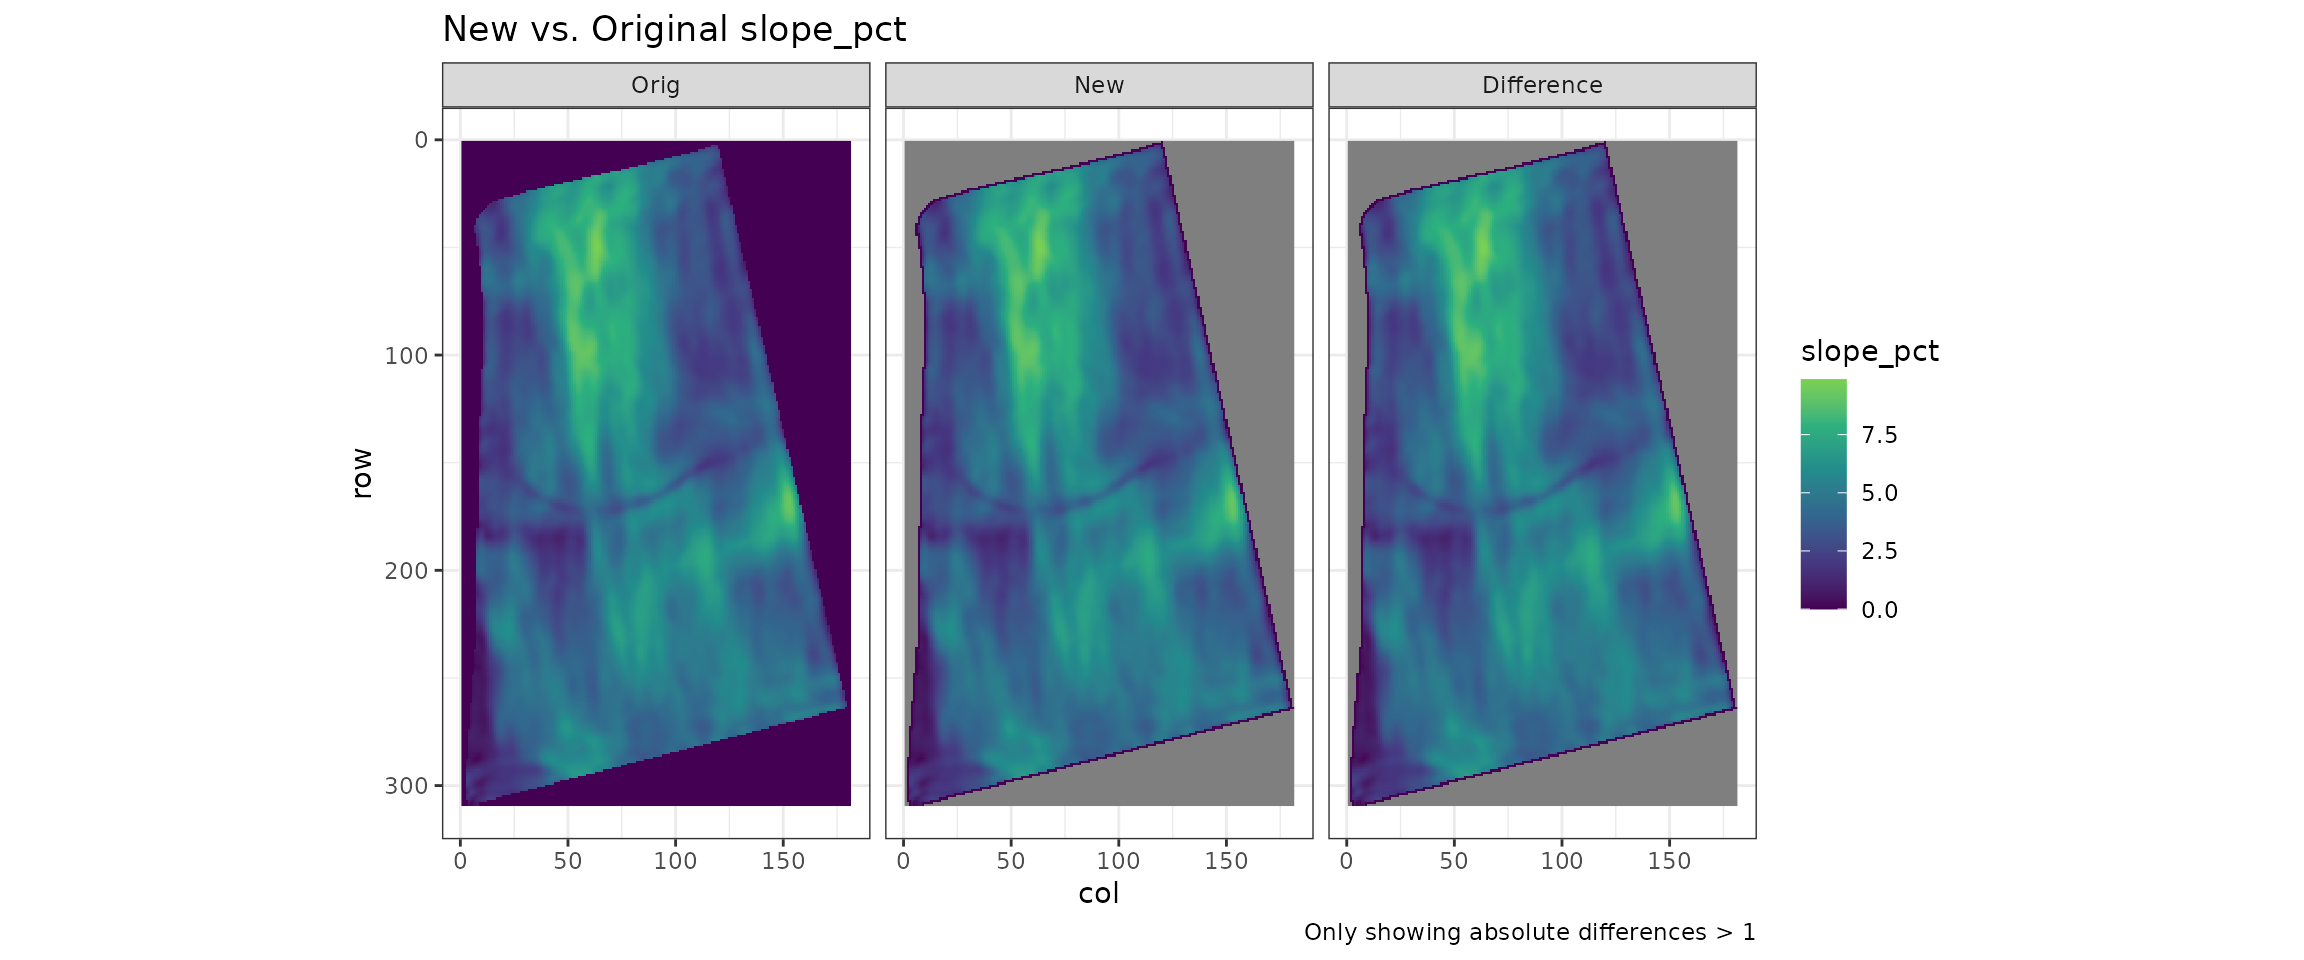 New vs. Original slope_pct
Orig
New
Difference
0
100
200
300
row
0
50
100
150
0
50
100
150
0
50
100
150
col
slope_pct
7.5
5.0
2.5
0.0
Only showing absolute differences > 1